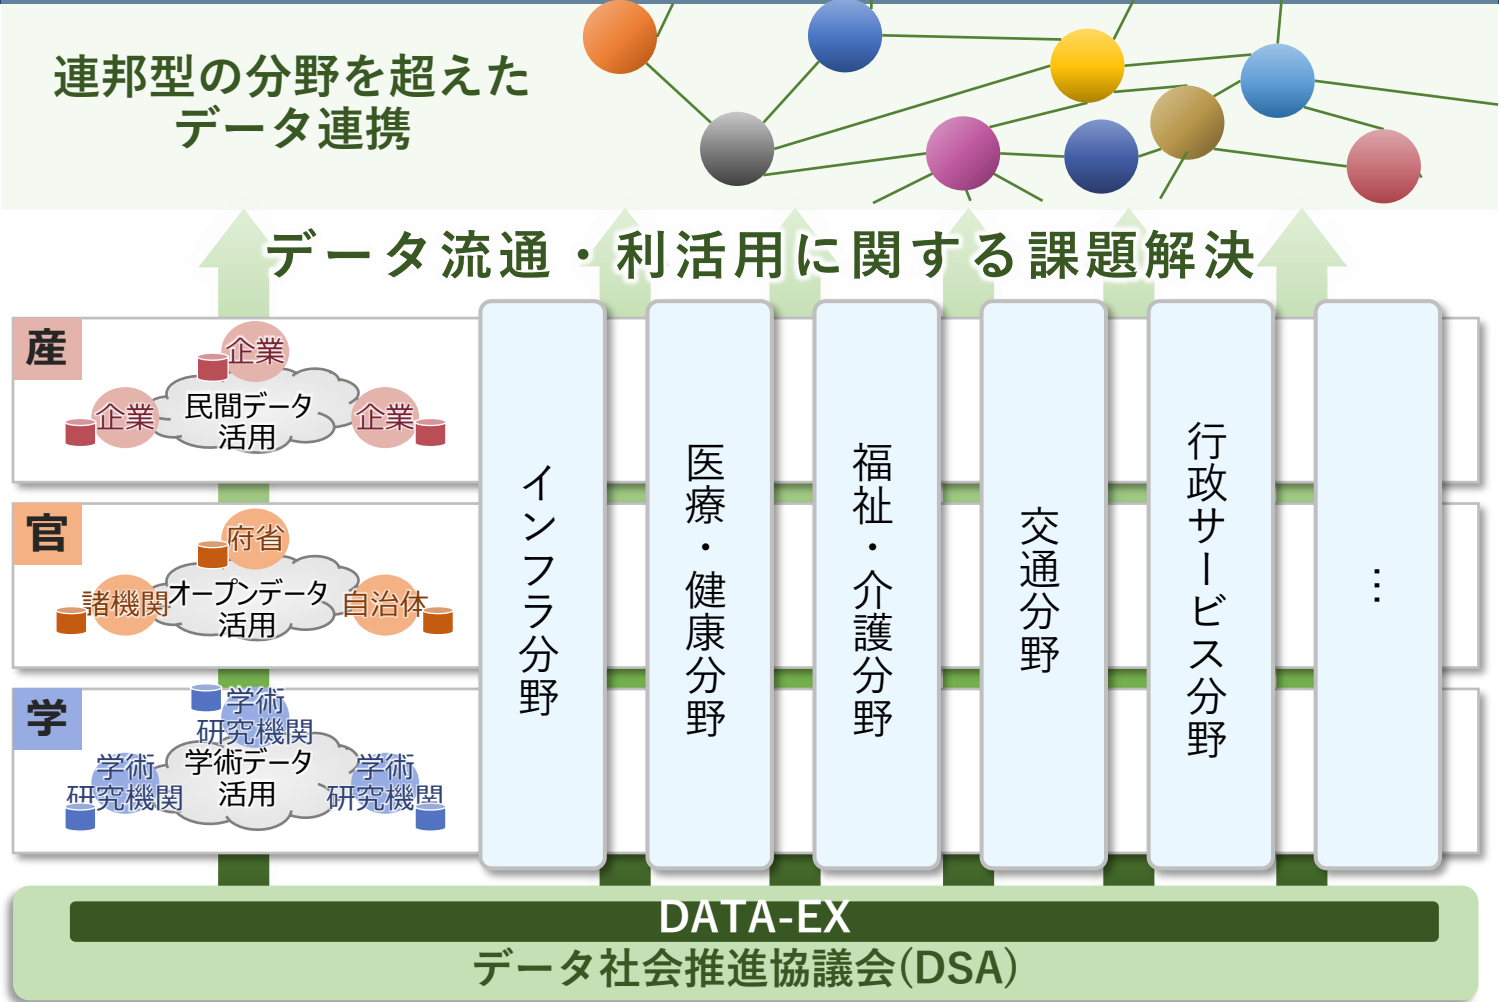 連邦型の分野を超えた
データ連携
データ流通・利活用に関する課題解決
産
企業
企業
企業
民間データ
活用
官
府省
諸機関
自治体
オープンデータ
活用
学
学術
研究機関
学術
研究機関
学術
研究機関
学術データ
活用
インフラ分野
医療・健康分野
福祉・介護分野
交通分野
行政サービス分野
…
DATA-EX
データ社会推進協議会(DSA)